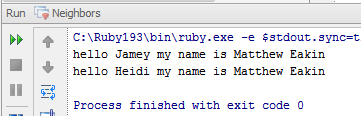 Run Neighbors
C:\Ruby193\bin\ruby.exe -e $stdout.sync=t
hello Jamey my name is Matthew Eakin
hello Heidi my name is Matthew Eakin
Process finished with exit code 0